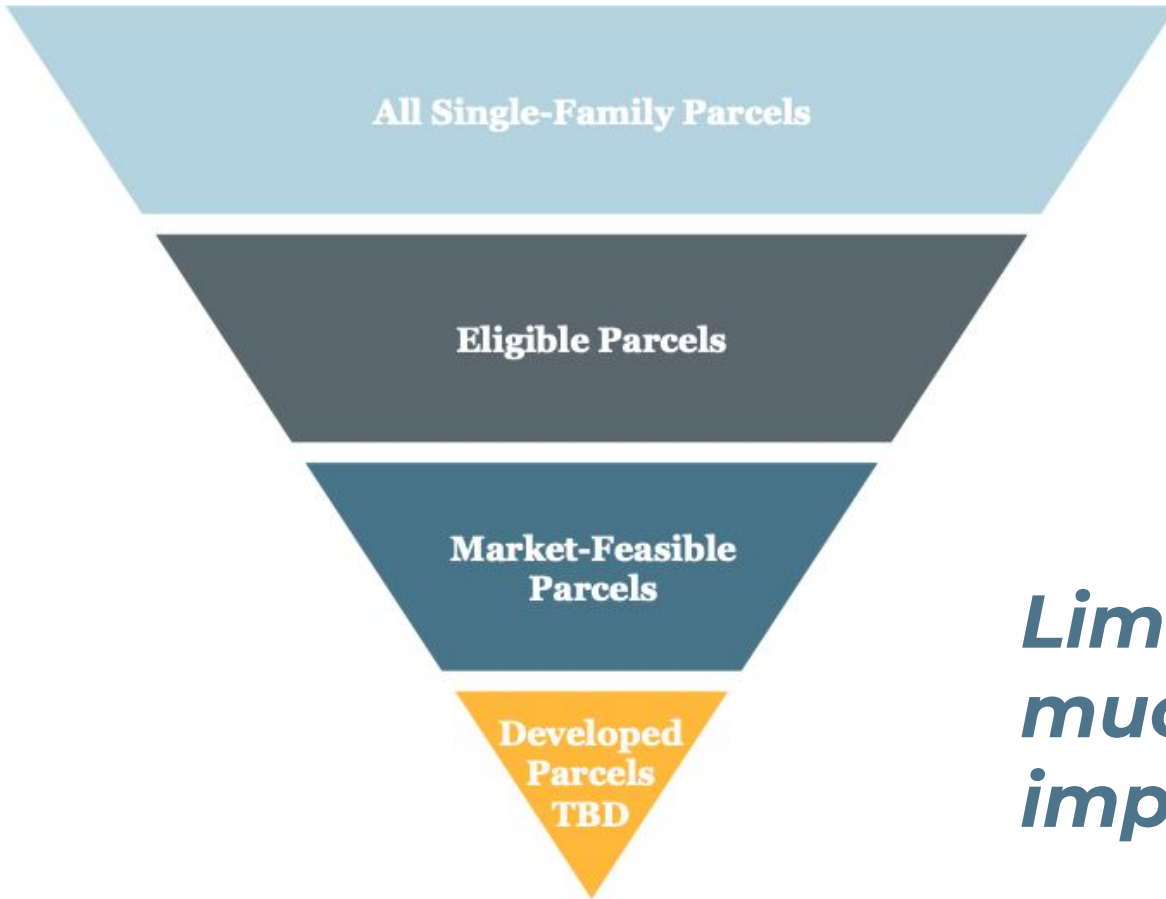 All Single-Family Parcels
Eligible Parcels
Market-Feasible
Parcels
Developed
Parcels
TBD